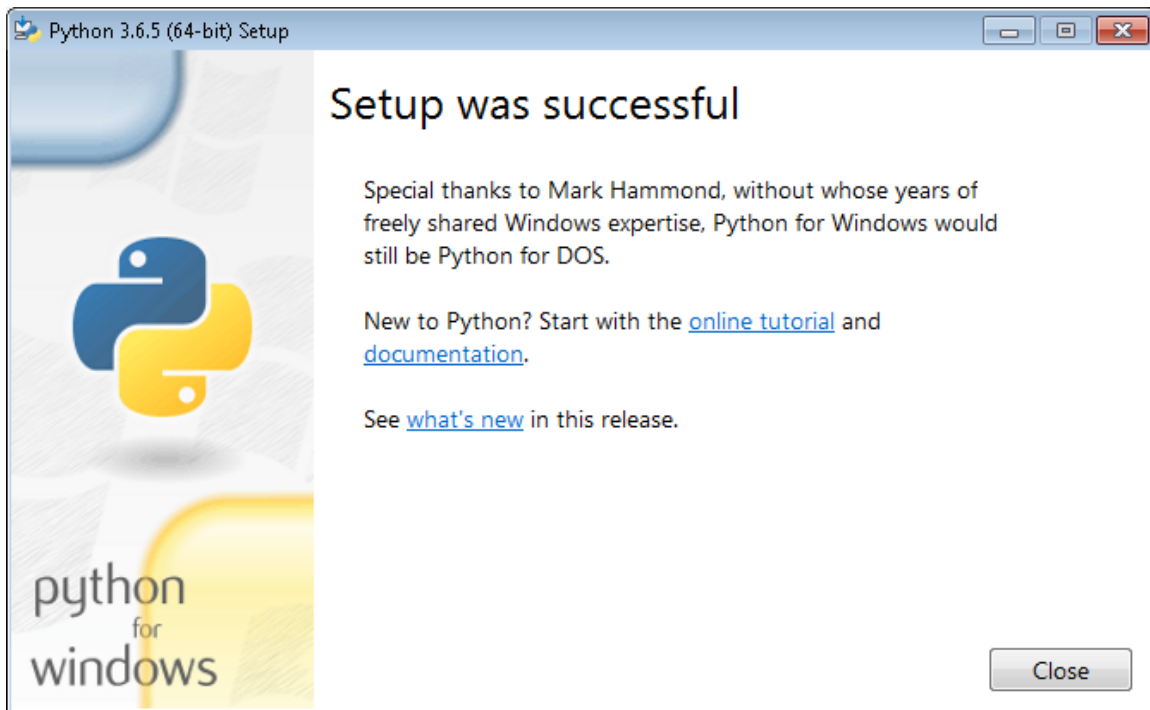 Python 3.6.5 (64-bit) Setup
Setup was successful
Special thanks to Mark Hammond, without whose years of
freely shared Windows expertise, Python for Windows would
still be Python for DOS.
New to Python? Start with the online tutorial and
documentation.
See what's new in this release.
python
for
windows
Close